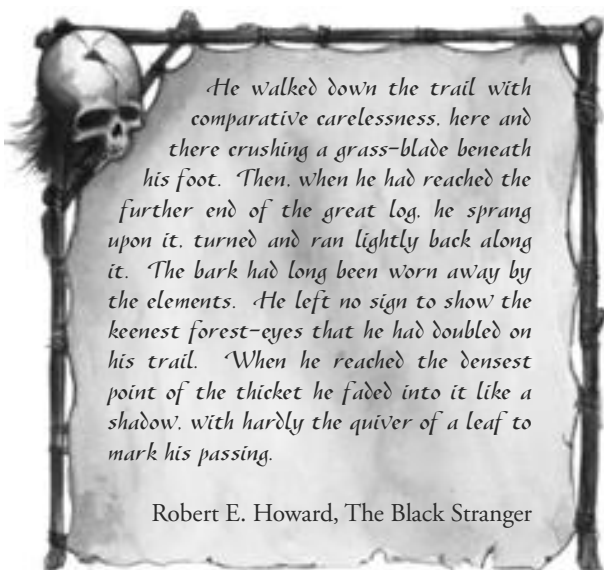 He walked down the trail with
comparative carelessness, here and
there crushing a grass-blade beneath
his foot. Then, when he had reached the
further end of the great log, he sprang
upon it, turned and ran lightly back along
it. The bark had long been worn away by
the elements. He left no sign to show the
keenest forest-eyes that he had doubled on
his trail. When he reached the densest
point of the thicket he faded into it like a
shadow, with hardly the quiver of a leaf to
mark his passing.
Robert E. Howard, The Black Stranger